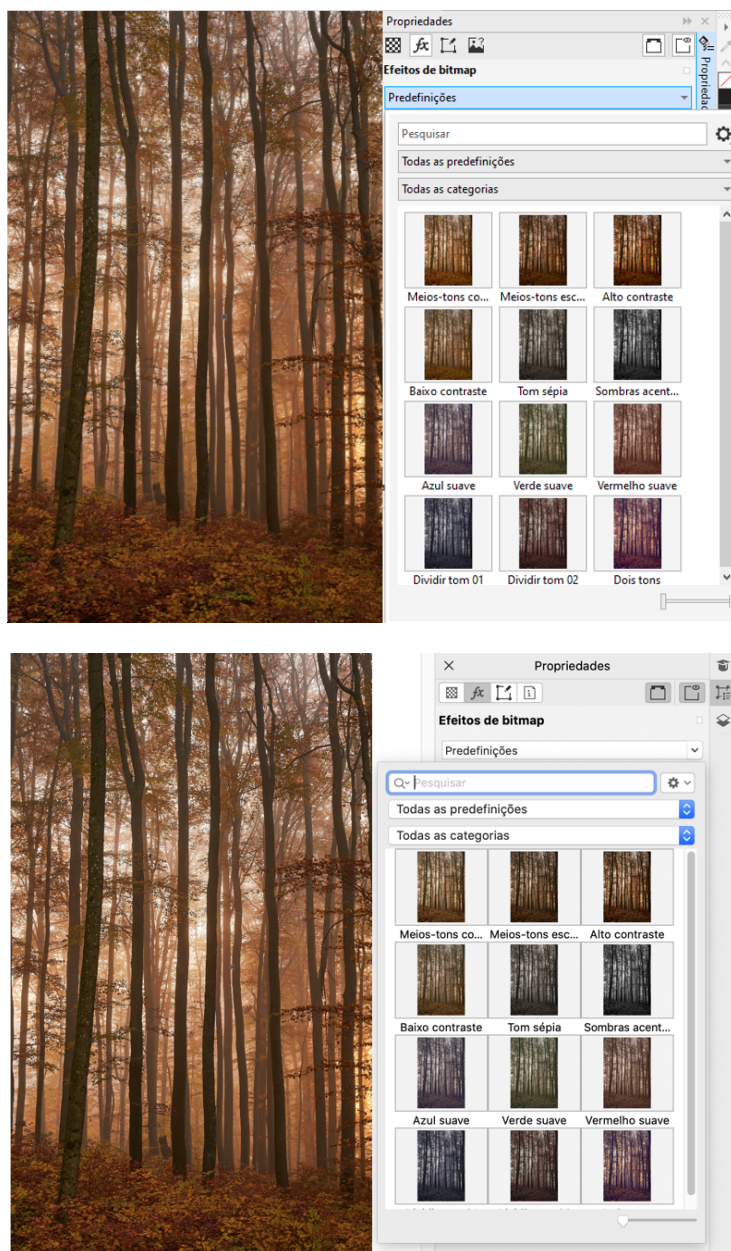 Propriedades
Efeitos de bitmap
Predefinições
Pesquisar
Todas as predefinições
Todas as categorias
Meios-tons co... Meios-tons esc... Alto contraste
Baixo contraste Tom sépia Sombras acent...
Azul suave Verde suave Vermelho suave
Dividir tom 01 Dividir tom 02 Dois tons
Propriedades
Efeitos de bitmap
Predefinições
Pesquisar
Todas as predefinições
Todas as categorias
Meios-tons co... Meios-tons esc... Alto contraste
Baixo contraste Tom sépia Sombras acent...
Azul suave Verde suave Vermelho suave